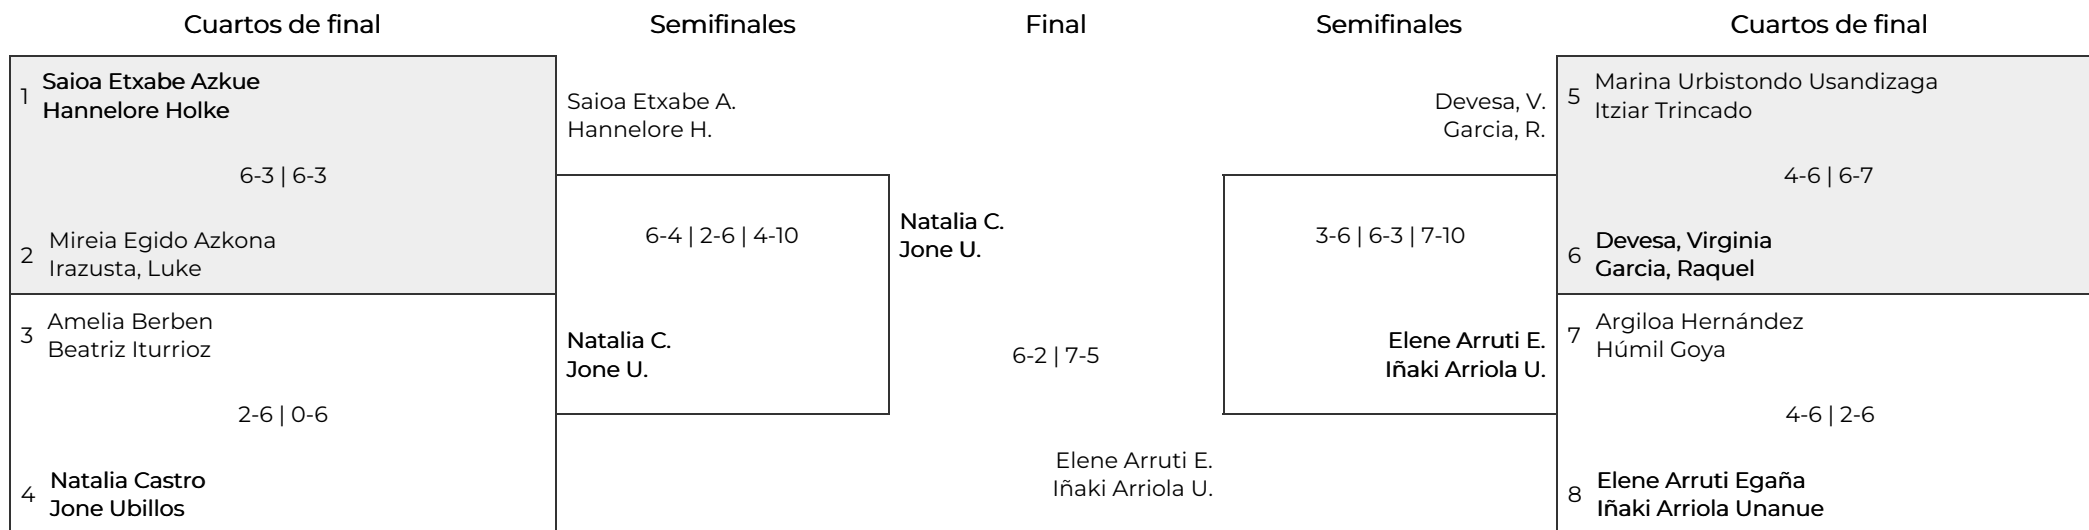 Cuartos de final
Semifinales
Final
Semifinales
Cuartos de final
1
Saioa Etxabe Azkue
Hannelore Holke
6-3 | 6-3
2
Mireia Egido Azkona
Irazusta, Luke
3
Amelia Berben
Beatriz Iturrioz
2-6 | 0-6
4
Natalia Castro
Jone Ubillos
Saioa Etxabe A.
Hannelore H.
6-4 | 2-6 | 4-10
Natalia C.
Jone U.
Natalia C.
Jone U.
6-2 | 7-5
Elene Arruti E.
Iñaki Arriola U.
Devesa, V.
Garcia, R.
3-6 | 6-3 | 7-10
Elene Arruti E.
Iñaki Arriola U.
5
Marina Urbistondo Usandizaga
Itziar Trincado
4-6 | 6-7
6
Devesa, Virginia
Garcia, Raquel
7
Argiloa Hernández
Húmil Goya
4-6 | 2-6
8
Elene Arruti Egaña
Iñaki Arriola Unanue